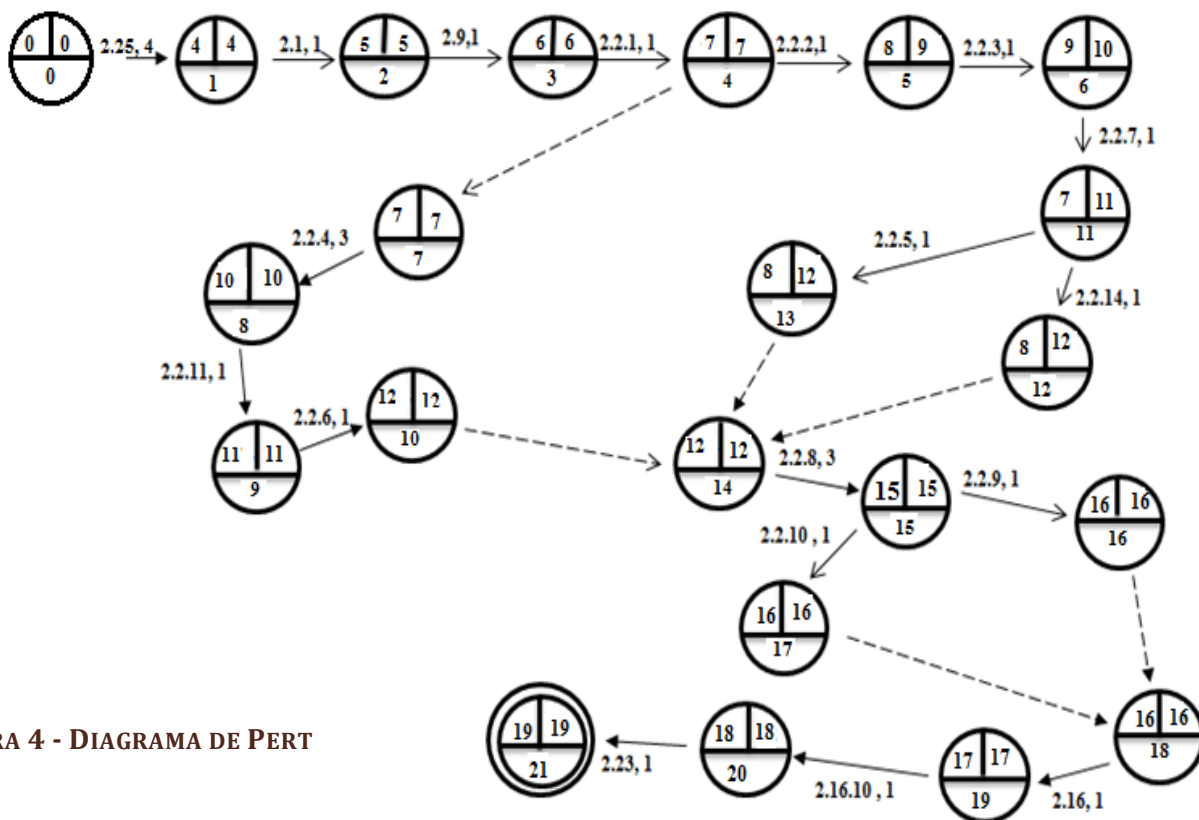 0 0 2.25, 4 4 4 2.1, 1 5 5 2.9,1 6 6 2.2.1, 1 7 7 2.2.2,1 8 9 2.2.3,1 9 10
0 1 2 3 4 5 6
2.2.7, 1
7 7 7 11
7 11
2.2.4, 3 2.2.5, 1
10 10 8 12 2.2.14, 1
8 13
8 12
12
2.2.11, 1 12 12
2.2.6, 1 10
11 11 12 12 2.2.8, 3
9 14
15 15 2.2.9, 1 16 16
15 16
2.2.10 , 1
16 16
17
RA 4 - DIAGRAMA DE PERT
19 19 18 18 17 17 16 16
21 2.23, 1 20 2.16.10 , 1 19 2.16, 1 18